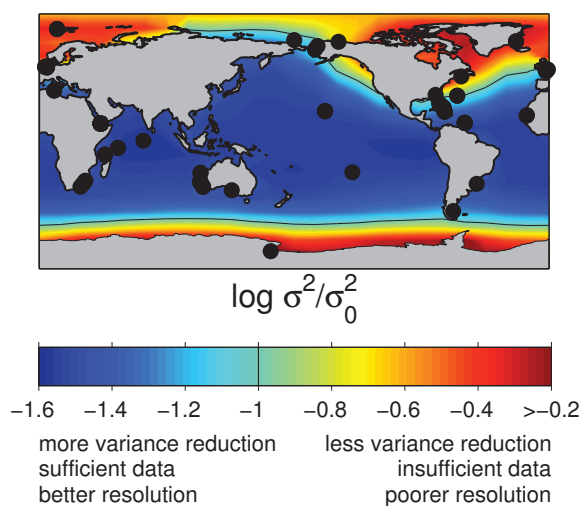 log σ²/σ₀²
−1.6 −1.4 −1.2 −1 −0.8 −0.6 −0.4 >−0.2
more variance reduction less variance reduction
sufficient data insufficient data
better resolution poorer resolution